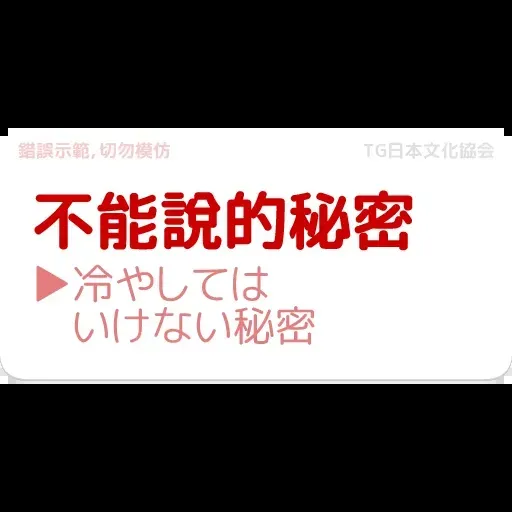 錯誤示範,切勿模仿
TG日本文化協会
不能說的秘密
▶冷やしては
いけない秘密